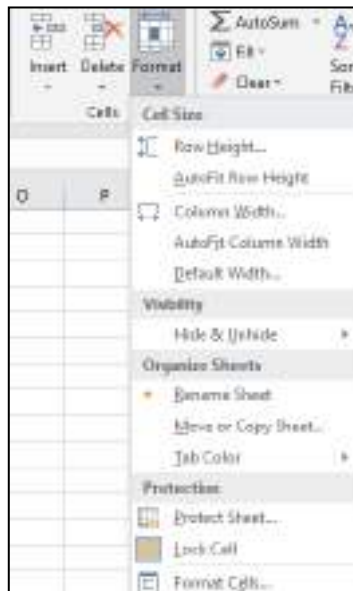 AutoSum
Fill
Clear
Insert Delete Format
Sor
Filt
Cells
Cell Size
Row Height...
AutoFit Row Height
O P
Column Width...
AutoFit Column Width
Default Width...
Visibility
Hide & Unhide
Organize Sheets
Rename Sheet
Move or Copy Sheet...
Tab Color
Protection
Protect Sheet...
Lock Cell
Format Cells...